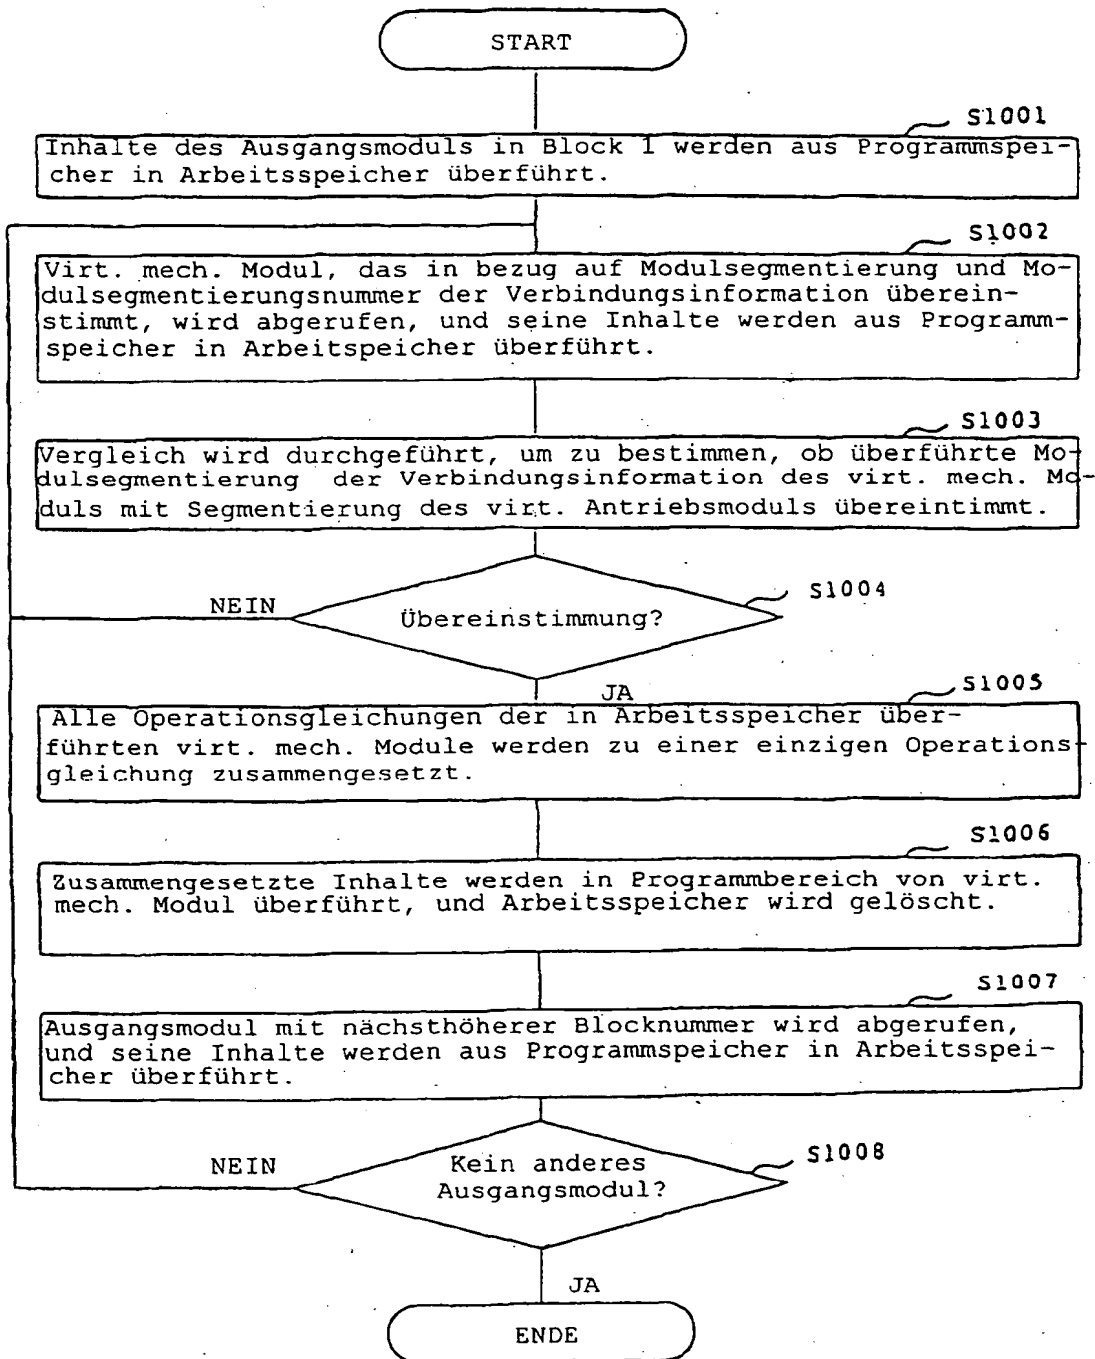 START
S1001
Inhalte des Ausgangsmoduls in Block 1 werden aus Programmspei-
cher in Arbeitsspeicher überführt.
S1002
Virt. mech. Modul, das in bezug auf Modulsegmentierung und Mo-
dulsegmentierungsnummer der Verbindungsinformation überein-
stimmt, wird abgerufen, und seine Inhalte werden aus Programm-
speicher in Arbeitspeicher überführt.
S1003
Vergleich wird durchgeführt, um zu bestimmen, ob überführte Mo-
dulsegmentierung der Verbindungsinformation des virt. mech. Mo-
duls mit Segmentierung des virt. Antriebsmoduls übereintimmt.
S1004
NEIN
Übereinstimmung?
JA
S1005
Alle Operationsgleichungen der in Arbeitsspeicher über-
führten virt. mech. Module werden zu einer einzigen Operations-
gleichung zusammengesetzt.
S1006
Zusammengesetzte Inhalte werden in Programmbereich von virt.
mech. Modul überführt, und Arbeitsspeicher wird gelöscht.
S1007
Ausgangsmodul mit nächsthöherer Blocknummer wird abgerufen,
und seine Inhalte werden aus Programmspeicher in Arbeitsspei-
cher überführt.
S1008
NEIN
Kein anderes
Ausgangsmodul?
JA
ENDE